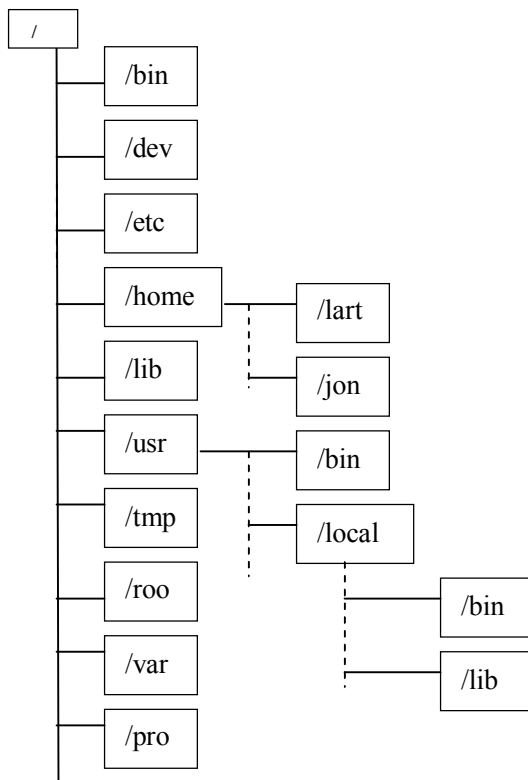 /
/bin
/dev
/etc
/home
/lart
/lib
/jon
/usr
/bin
/tmp
/local
/roo
/bin
/var
/lib
/pro